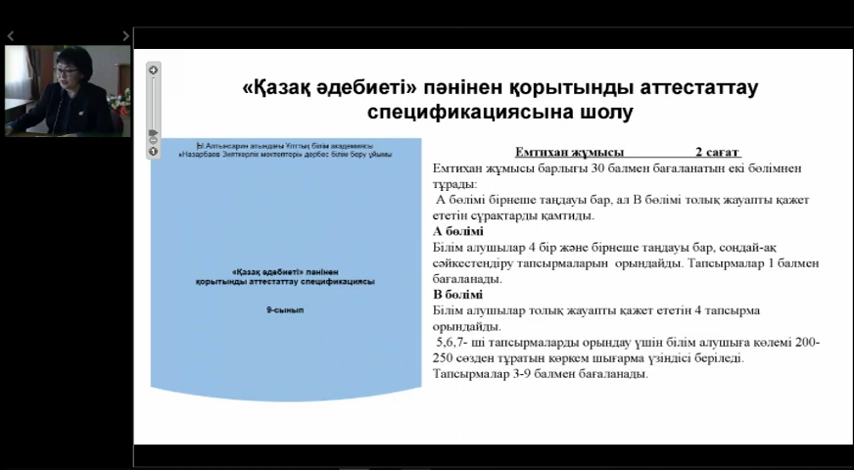 «Қазақ әдебиеті» пәнінен қорытынды аттестаттау
спецификациясына шолу
Ы.Алтынсарин атындағы Ұлттық білім академиясы
«Назарбаев Зияткерлік мектептері» дербес білім беру ұйымы
«Қазақ әдебиеті» пәнінен
қорытынды аттестаттау спецификациясы
9-сынып
Емтихан жұмысы 2 сағат
Емтихан жұмысы барлығы 30 балмен бағаланатын екі бөлімнен
тұрады:
А бөлімі бірнеше таңдауы бар, ал В бөлімі толық жауапты қажет
ететін сұрақтарды қамтиды.
А бөлімі
Білім алушылар 4 бір және бірнеше таңдауы бар, сондай-ақ
сәйкестендіру тапсырмаларын орындайды. Тапсырмалар 1 балмен
бағаланады.
В бөлімі
Білім алушылар толық жауапты қажет ететін 4 тапсырма
орындайды.
5,6,7- ші тапсырмаларды орындау үшін білім алушыға көлемі 200-
250 сөзден тұратын көркем шығарма үзіндісі беріледі.
Тапсырмалар 3-9 балмен бағаланады.